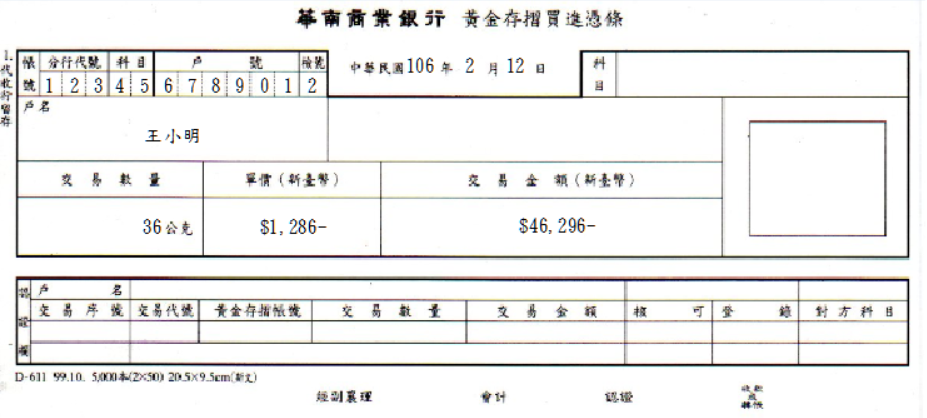 華南商業銀行 黃金存摺買進憑條
1.代收行留存
帳號 分行代號 科目 戶號 檢號
1 2 3 4 5 6 7 8 9 0 1 2
中華民國106年2月12日
科目
戶名
王小明
交易數量 單價(新臺幣) 交易金額(新臺幣)
36公克 $1,286- $46,296-
認證欄
戶名
交易序號 交易代號 黃金存摺帳號 交易數量 交易金額 核可 登錄 對方科目
D-611 99.10. 5,000本(2×50) 20.5×9.5cm
經副襄理 會計 認證 收款或轉帳